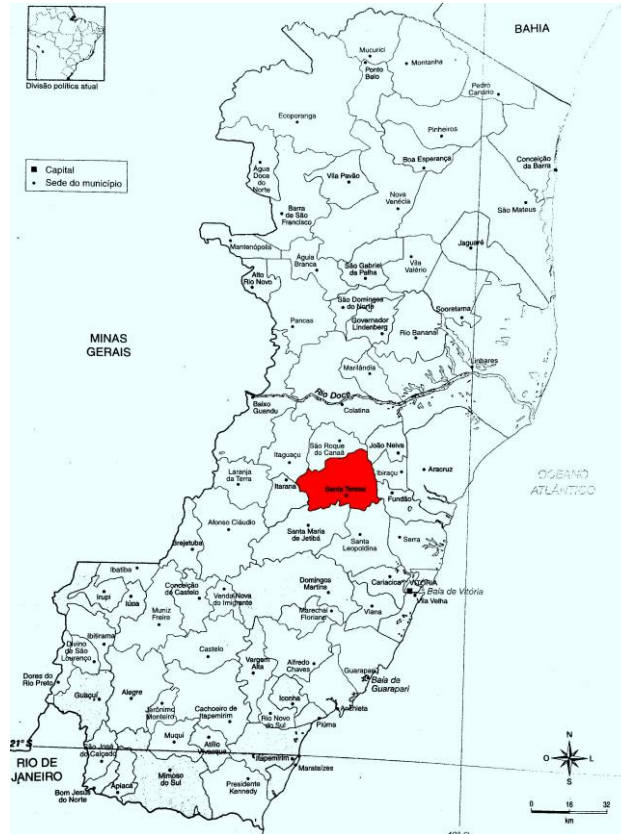 BAHIA
Divisão política atual
Mucurici
Ponto
Belo
Montanha
Pedro
Canário
Ecoporanga
Pinheiros
Capital
Sede do município
Água
Doce
do
Norte
Vila Pavão
Boa Esperança
Conceição
da Barra
Nova
Venécia
São Mateus
Barra
de São
Francisco
Mantenópolis
Águia
Branca
Jaguaré
Alto
Rio Novo
São Gabriel
da Palha
Vila
Valério
São Domingos
do Norte
Governador
Lindenberg
Sooretama
Pancas
Rio Bananal
MINAS
GERAIS
Marilândia
Linhares
Rio Doce
Baixo
Guandu
Colatina
São Roque
do Canaã
João Neiva
Itaguaçu
Laranja
da Terra
Itarana
Ibiraçu
Aracruz
Santa Teresa
Fundão
OCEANO
ATLÂNTICO
Afonso Cláudio
Santa Maria
de Jetibá
Santa
Leopoldina
Serra
Brejetuba
Ibatiba
Irupi
Iúna
Conceição
do Castelo
Venda Nova
do Imigrante
Domingos
Martins
Cariacica
VITÓRIA
Baía de Vitória
Vila Velha
Marechal
Floriano
Viana
Muniz
Freire
Ibitirama
Divino
de São
Lourenço
Castelo
Vargem
Alta
Alfredo
Chaves
Guarapari
Baía de
Guarapari
Dores do
Rio Preto
Guaçuí
Alegre
Jerônimo
Monteiro
Cachoeiro de
Itapemirim
Iconha
Rio Novo
do Sul
Anchieta
Piúma
Muqui
Atílio
Vivacqua
21° S
São José
do Calçado
Itapemirim
Marataízes
RIO DE
JANEIRO
Bom Jesus
do Norte
Apiacá
Mimoso
do Sul
Presidente
Kennedy
N
O
L
S
0 16 32
km